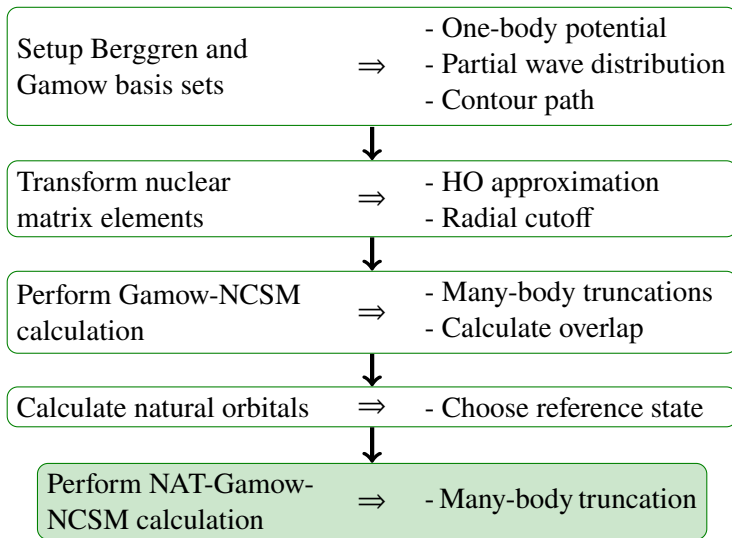 Setup Berggren and
Gamow basis sets
⇒
- One-body potential
- Partial wave distribution
- Contour path
Transform nuclear
matrix elements
⇒
- HO approximation
- Radial cutoff
Perform Gamow-NCSM
calculation
⇒
- Many-body truncations
- Calculate overlap
Calculate natural orbitals ⇒ - Choose reference state
Perform NAT-Gamow-
NCSM calculation
⇒
- Many-body truncation